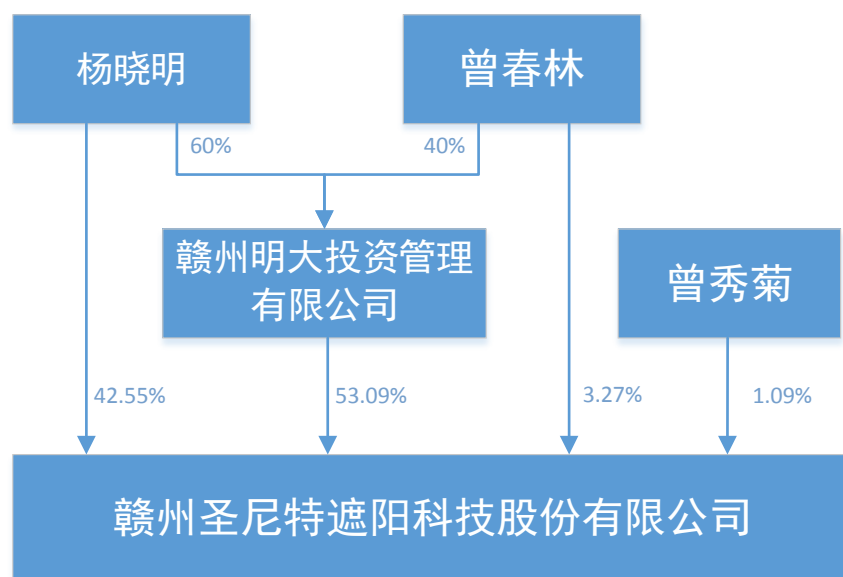 杨晓明
曾春林
60%
40%
赣州明大投资管理
有限公司
曾秀菊
42.55%
53.09%
3.27%
1.09%
赣州圣尼特遮阳科技股份有限公司